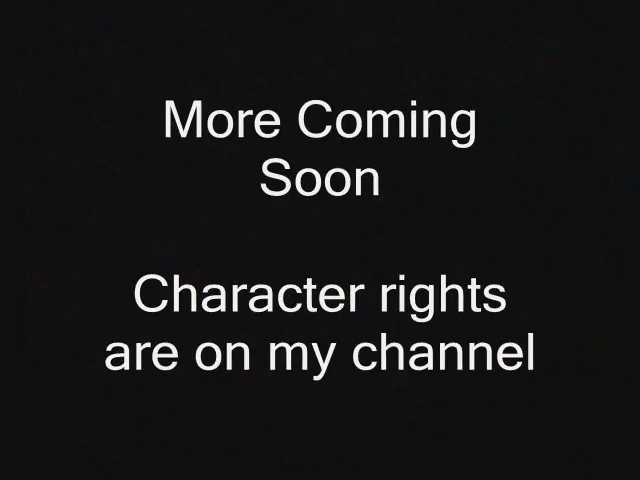 More Coming
Soon
Character rights
are on my channel